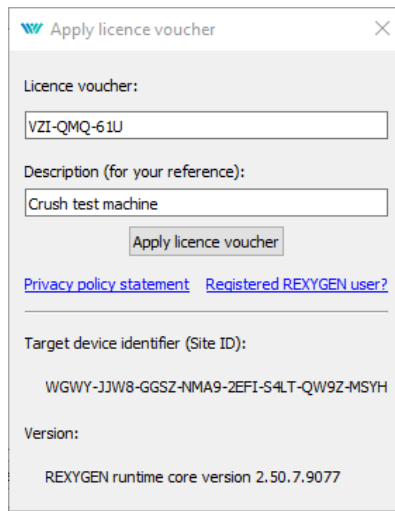 Apply licence voucher
Licence voucher:
VZI-QMQ-61U
Description (for your reference):
Crush test machine
Apply licence voucher
Privacy policy statement Registered REXYGEN user?
Target device identifier (Site ID):
WGWY-JJW8-GGSZ-NMA9-2EFI-S4LT-QW9Z-MSYH
Version:
REXYGEN runtime core version 2.50.7.9077